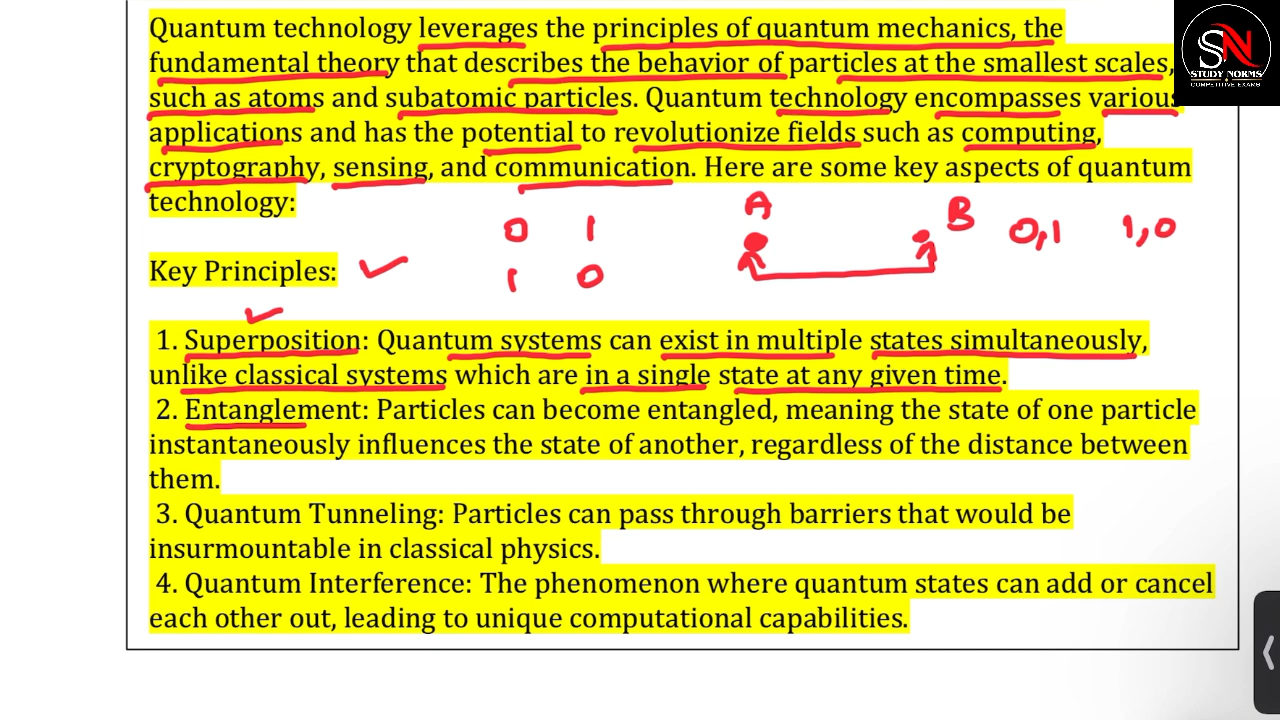 Quantum technology leverages the principles of quantum mechanics, the
fundamental theory that describes the behavior of particles at the smallest scales,
such as atoms and subatomic particles. Quantum technology encompasses various
applications and has the potential to revolutionize fields such as computing,
cryptography, sensing, and communication. Here are some key aspects of quantum
technology:
SN
STUDY NORMS
COMPETITIVE EXAMS
A B
0 1 0,1 1,0
Key Principles:
1 0
1. Superposition: Quantum systems can exist in multiple states simultaneously,
unlike classical systems which are in a single state at any given time.
2. Entanglement: Particles can become entangled, meaning the state of one particle
instantaneously influences the state of another, regardless of the distance between
them.
3. Quantum Tunneling: Particles can pass through barriers that would be
insurmountable in classical physics.
4. Quantum Interference: The phenomenon where quantum states can add or cancel
each other out, leading to unique computational capabilities.